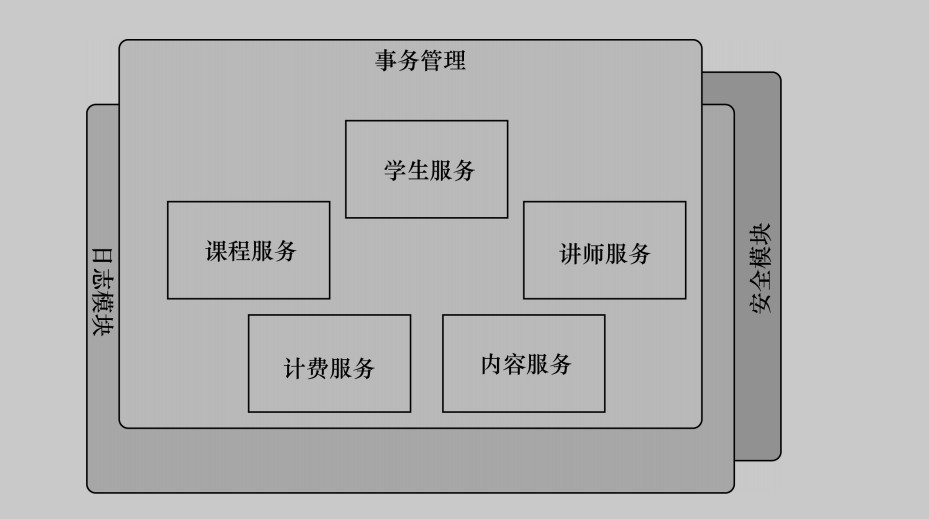 事务管理
学生服务
课程服务
讲师服务
计费服务
内容服务
日志模块
安全模块